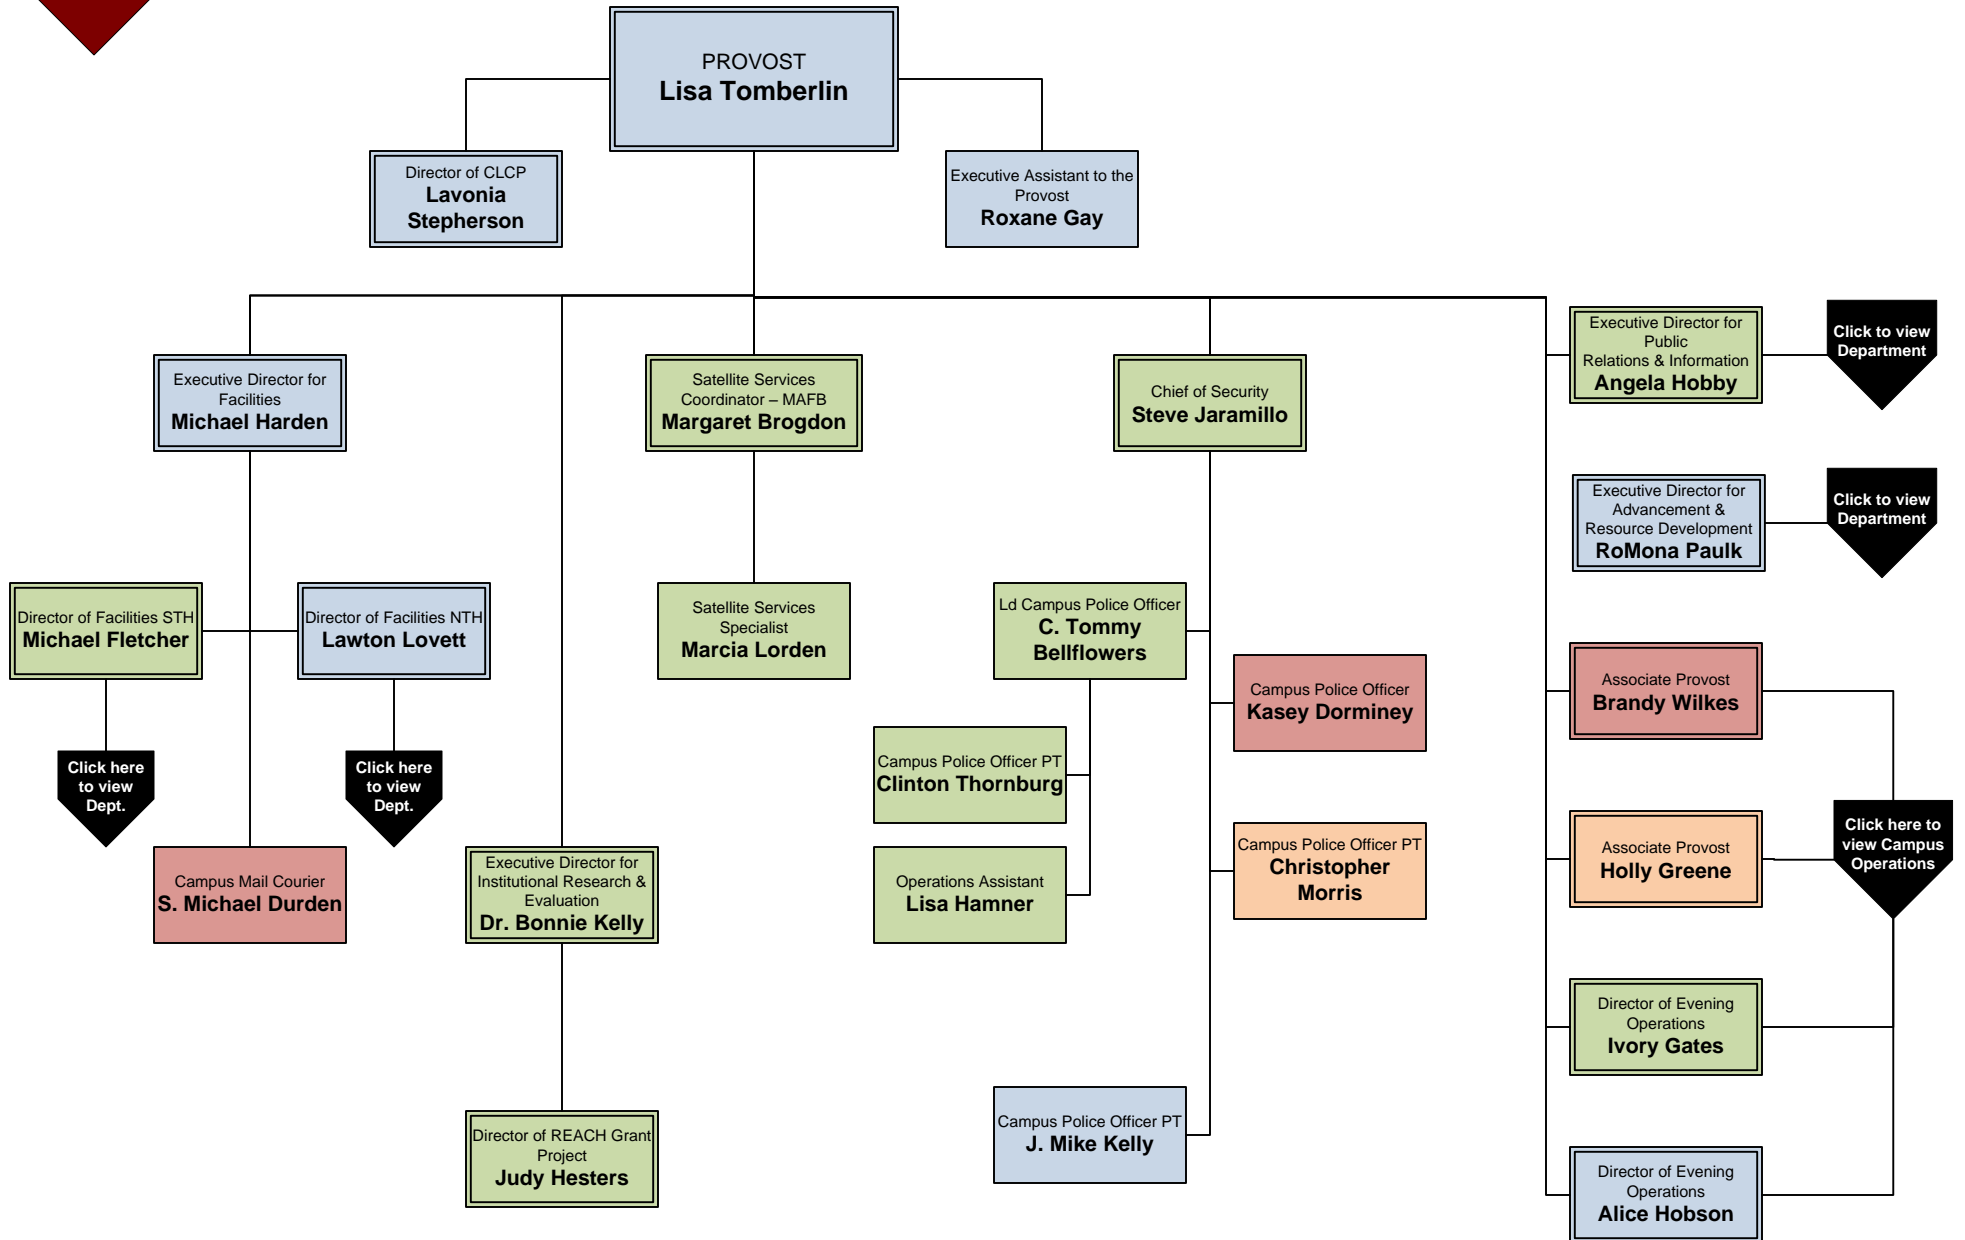 PROVOST
Lisa Tomberlin
Director of CLCP
Lavonia
Stepherson
Executive Assistant to the
Provost
Roxane Gay
Executive Director for
Facilities
Michael Harden
Satellite Services
Coordinator – MAFB
Margaret Brogdon
Chief of Security
Steve Jaramillo
Executive Director for
Public
Relations & Information
Angela Hobby
Click to view
Department
Executive Director for
Advancement &
Resource Development
RoMona Paulk
Click to view
Department
Director of Facilities STH
Michael Fletcher
Director of Facilities NTH
Lawton Lovett
Satellite Services
Specialist
Marcia Lorden
Ld Campus Police Officer
C. Tommy
Bellflowers
Campus Police Officer
Kasey Dorminey
Associate Provost
Brandy Wilkes
Click here
to view
Dept.
Click here
to view
Dept.
Campus Police Officer PT
Clinton Thornburg
Campus Police Officer PT
Christopher
Morris
Associate Provost
Holly Greene
Click here to
view Campus
Operations
Campus Mail Courier
S. Michael Durden
Executive Director for
Institutional Research &
Evaluation
Dr. Bonnie Kelly
Operations Assistant
Lisa Hamner
Director of Evening
Operations
Ivory Gates
Director of REACH Grant
Project
Judy Hesters
Campus Police Officer PT
J. Mike Kelly
Director of Evening
Operations
Alice Hobson